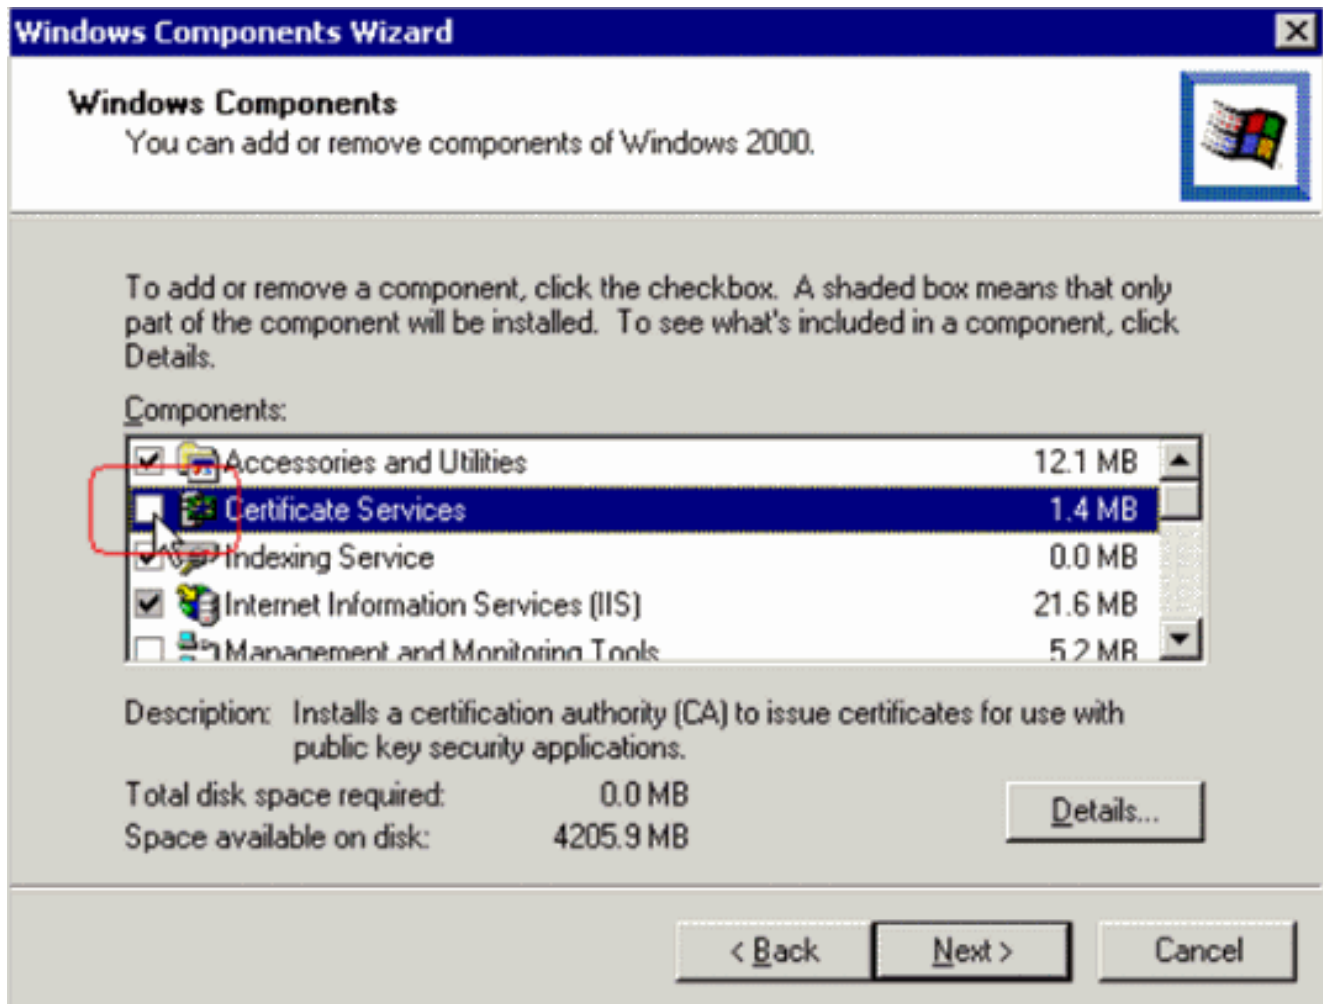 Windows Components Wizard
Windows Components
You can add or remove components of Windows 2000.
To add or remove a component, click the checkbox.  A shaded box means that only
part of the component will be installed.  To see what's included in a component, click
Details.
Components:
Accessories and Utilities 12.1 MB
Certificate Services 1.4 MB
Indexing Service 0.0 MB
Internet Information Services (IIS) 21.6 MB
Management and Monitoring Tools 5.2 MB
Description: Installs a certification authority (CA) to issue certificates for use with
public key security applications.
Total disk space required: 0.0 MB
Space available on disk: 4205.9 MB
Details...
< Back Next > Cancel